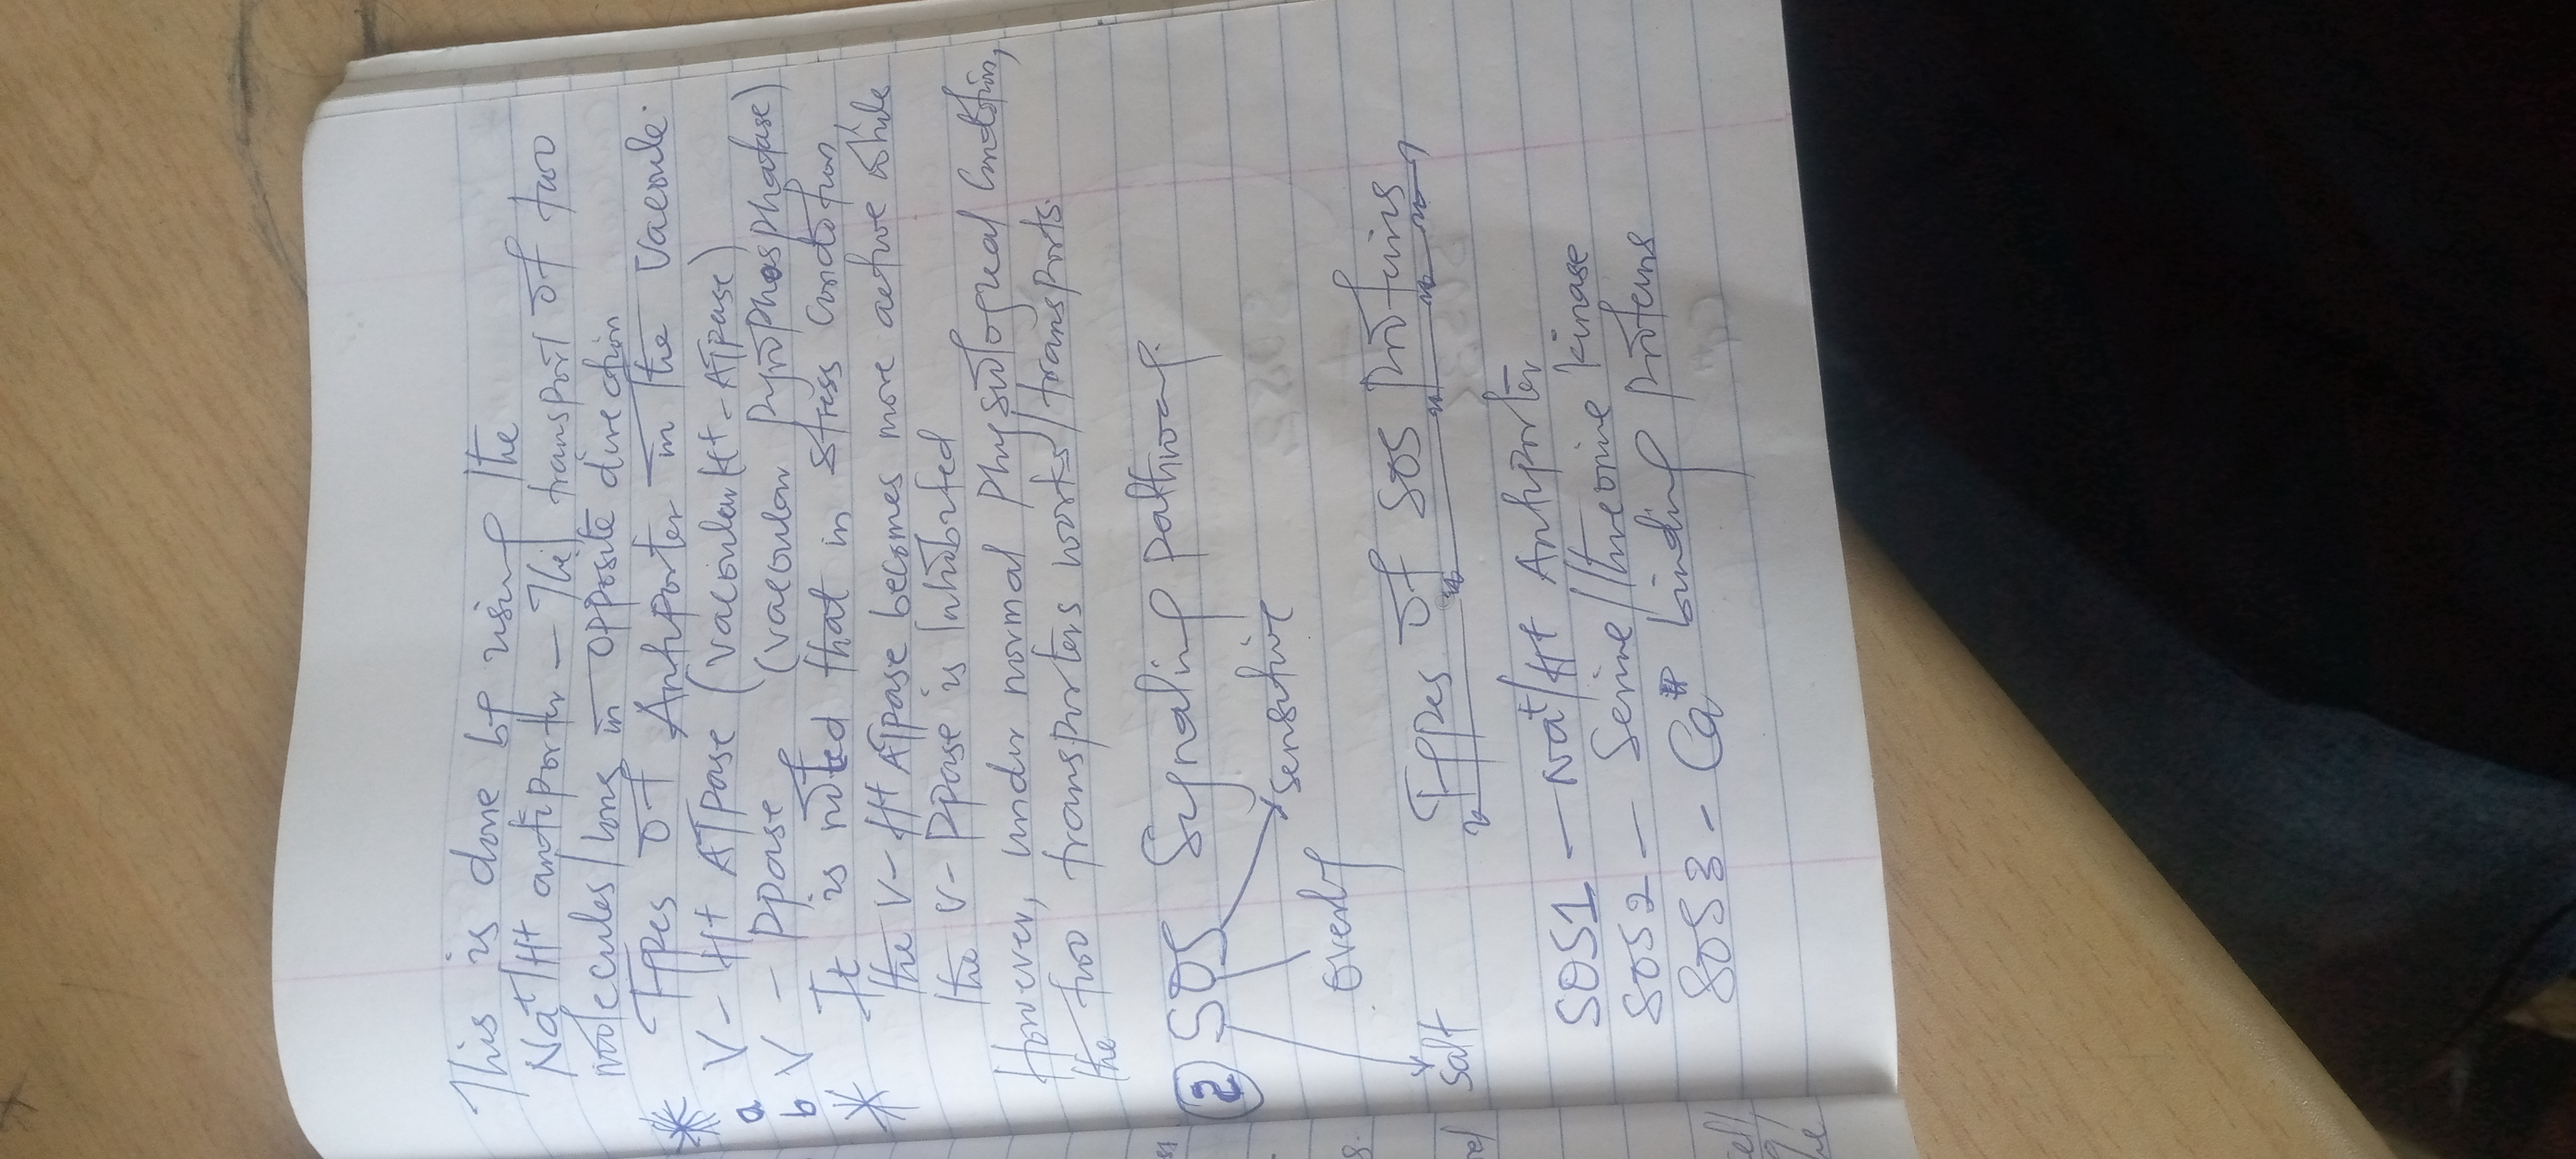 This is done by using the
Na+/H+ antiporter - The transport of two
molecules/ions in opposite direction
* Types of Antiporter in the Vacuole.
a V - H+ ATPase (vacuolar H+ - ATPase)
b V - PPase (vacuolar pyrophosphatase)
* It is noted that in stress condition
the V - H+ ATPase becomes more active while
the V - PPase is Inhibited
However, under normal physiological condition,
the two transporters works/transports.
2 SOS Signaling pathway.
sensitive
overly
Salt
Types of SOS proteins
SOS1 - Na+/H+ Antiporter
SOS2 - Serine/threonine kinase
SOS3 - Ca++ binding proteins